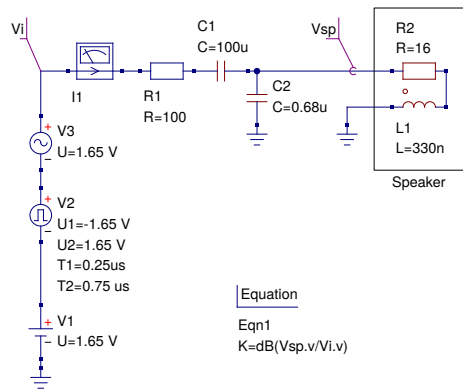 Vi
I1
R1
R=100
C1
C=100u
C2
C=0.68u
Vsp
R2
R=16
L1
L=330n
Speaker
V3
U=1.65 V
V2
U1=-1.65 V
U2=1.65 V
T1=0.25us
T2=0.75 us
V1
U=1.65 V
Equation
Eqn1
K=dB(Vsp.v/Vi.v)